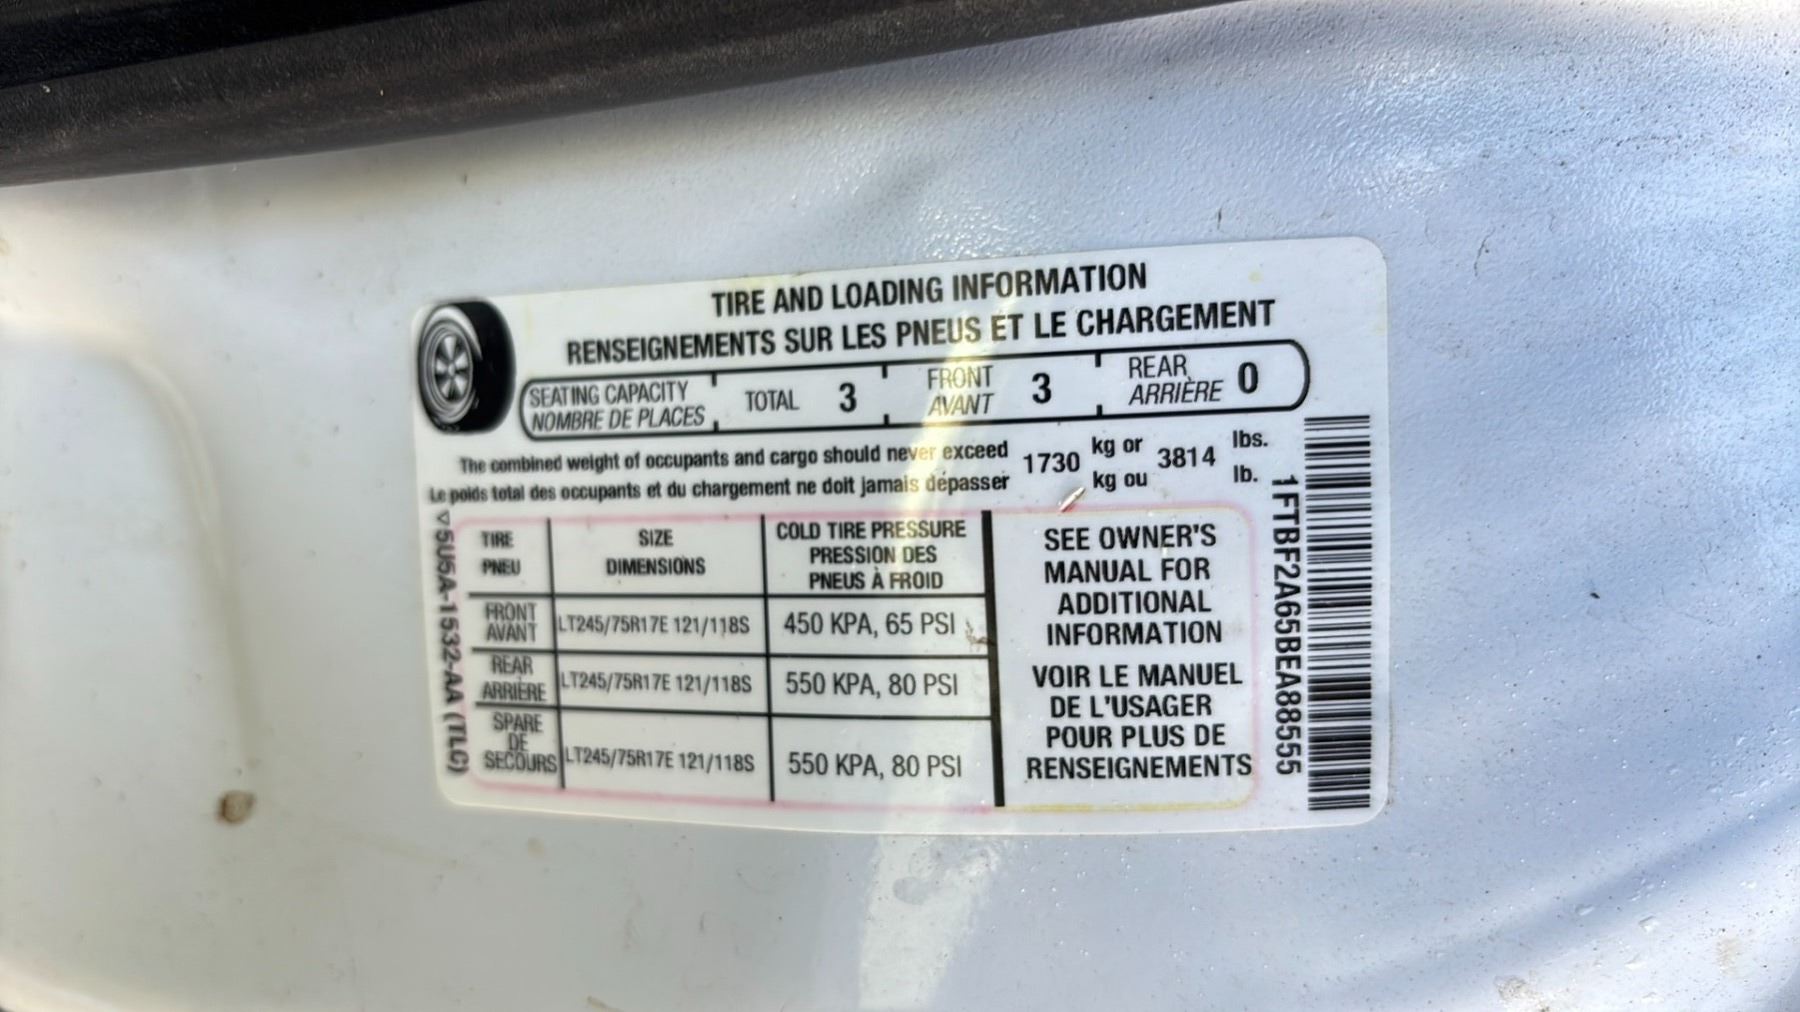 TIRE AND LOADING INFORMATION
RENSEIGNEMENTS SUR LES PNEUS ET LE CHARGEMENT
SEATING CAPACITY
NOMBRE DE PLACES
TOTAL 3
FRONT
AVANT
3
REAR
ARRIÈRE
0
The combined weight of occupants and cargo should never exceed
Le poids total des occupants et du chargement ne doit jamais dépasser
1730
kg or
kg ou
3814
lbs.
lb.
TIRE
PNEU
SIZE
DIMENSIONS
COLD TIRE PRESSURE
PRESSION DES
PNEUS À FROID
FRONT
AVANT
LT245/75R17E 121/118S
450 KPA, 65 PSI
REAR
ARRIÈRE
LT245/75R17E 121/118S
550 KPA, 80 PSI
SPARE
DE
SECOURS
LT245/75R17E 121/118S
550 KPA, 80 PSI
SEE OWNER'S
MANUAL FOR
ADDITIONAL
INFORMATION
VOIR LE MANUEL
DE L'USAGER
POUR PLUS DE
RENSEIGNEMENTS
▽5U5A-1532-AA (TLC)
1FTBF2A65BEA88555